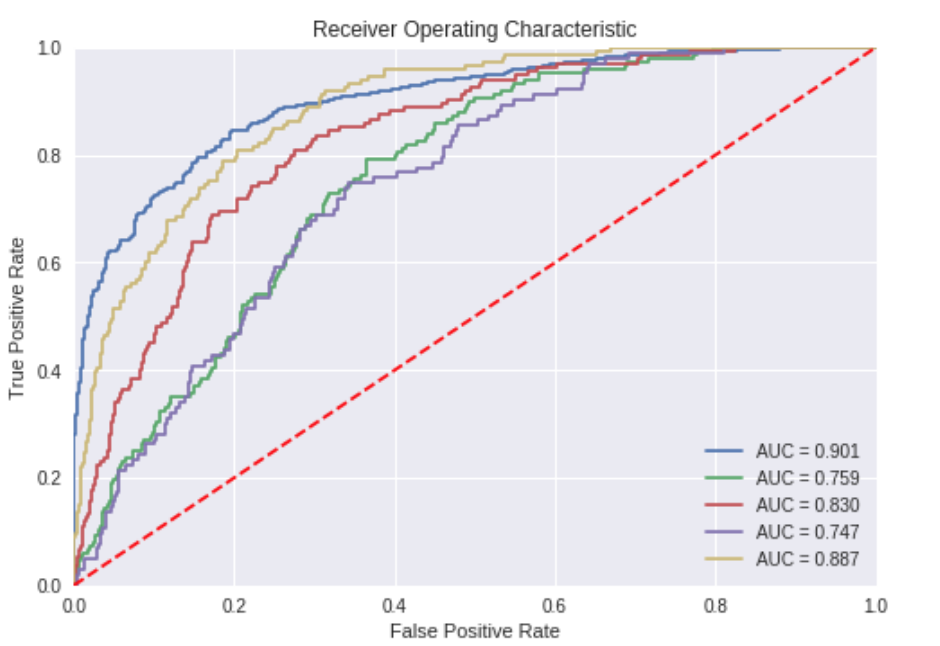 Receiver Operating Characteristic
1.0
0.8
0.6
0.4
0.2
0.0
True Positive Rate
AUC = 0.901
AUC = 0.759
AUC = 0.830
AUC = 0.747
AUC = 0.887
0.0 0.2 0.4 0.6 0.8 1.0
False Positive Rate